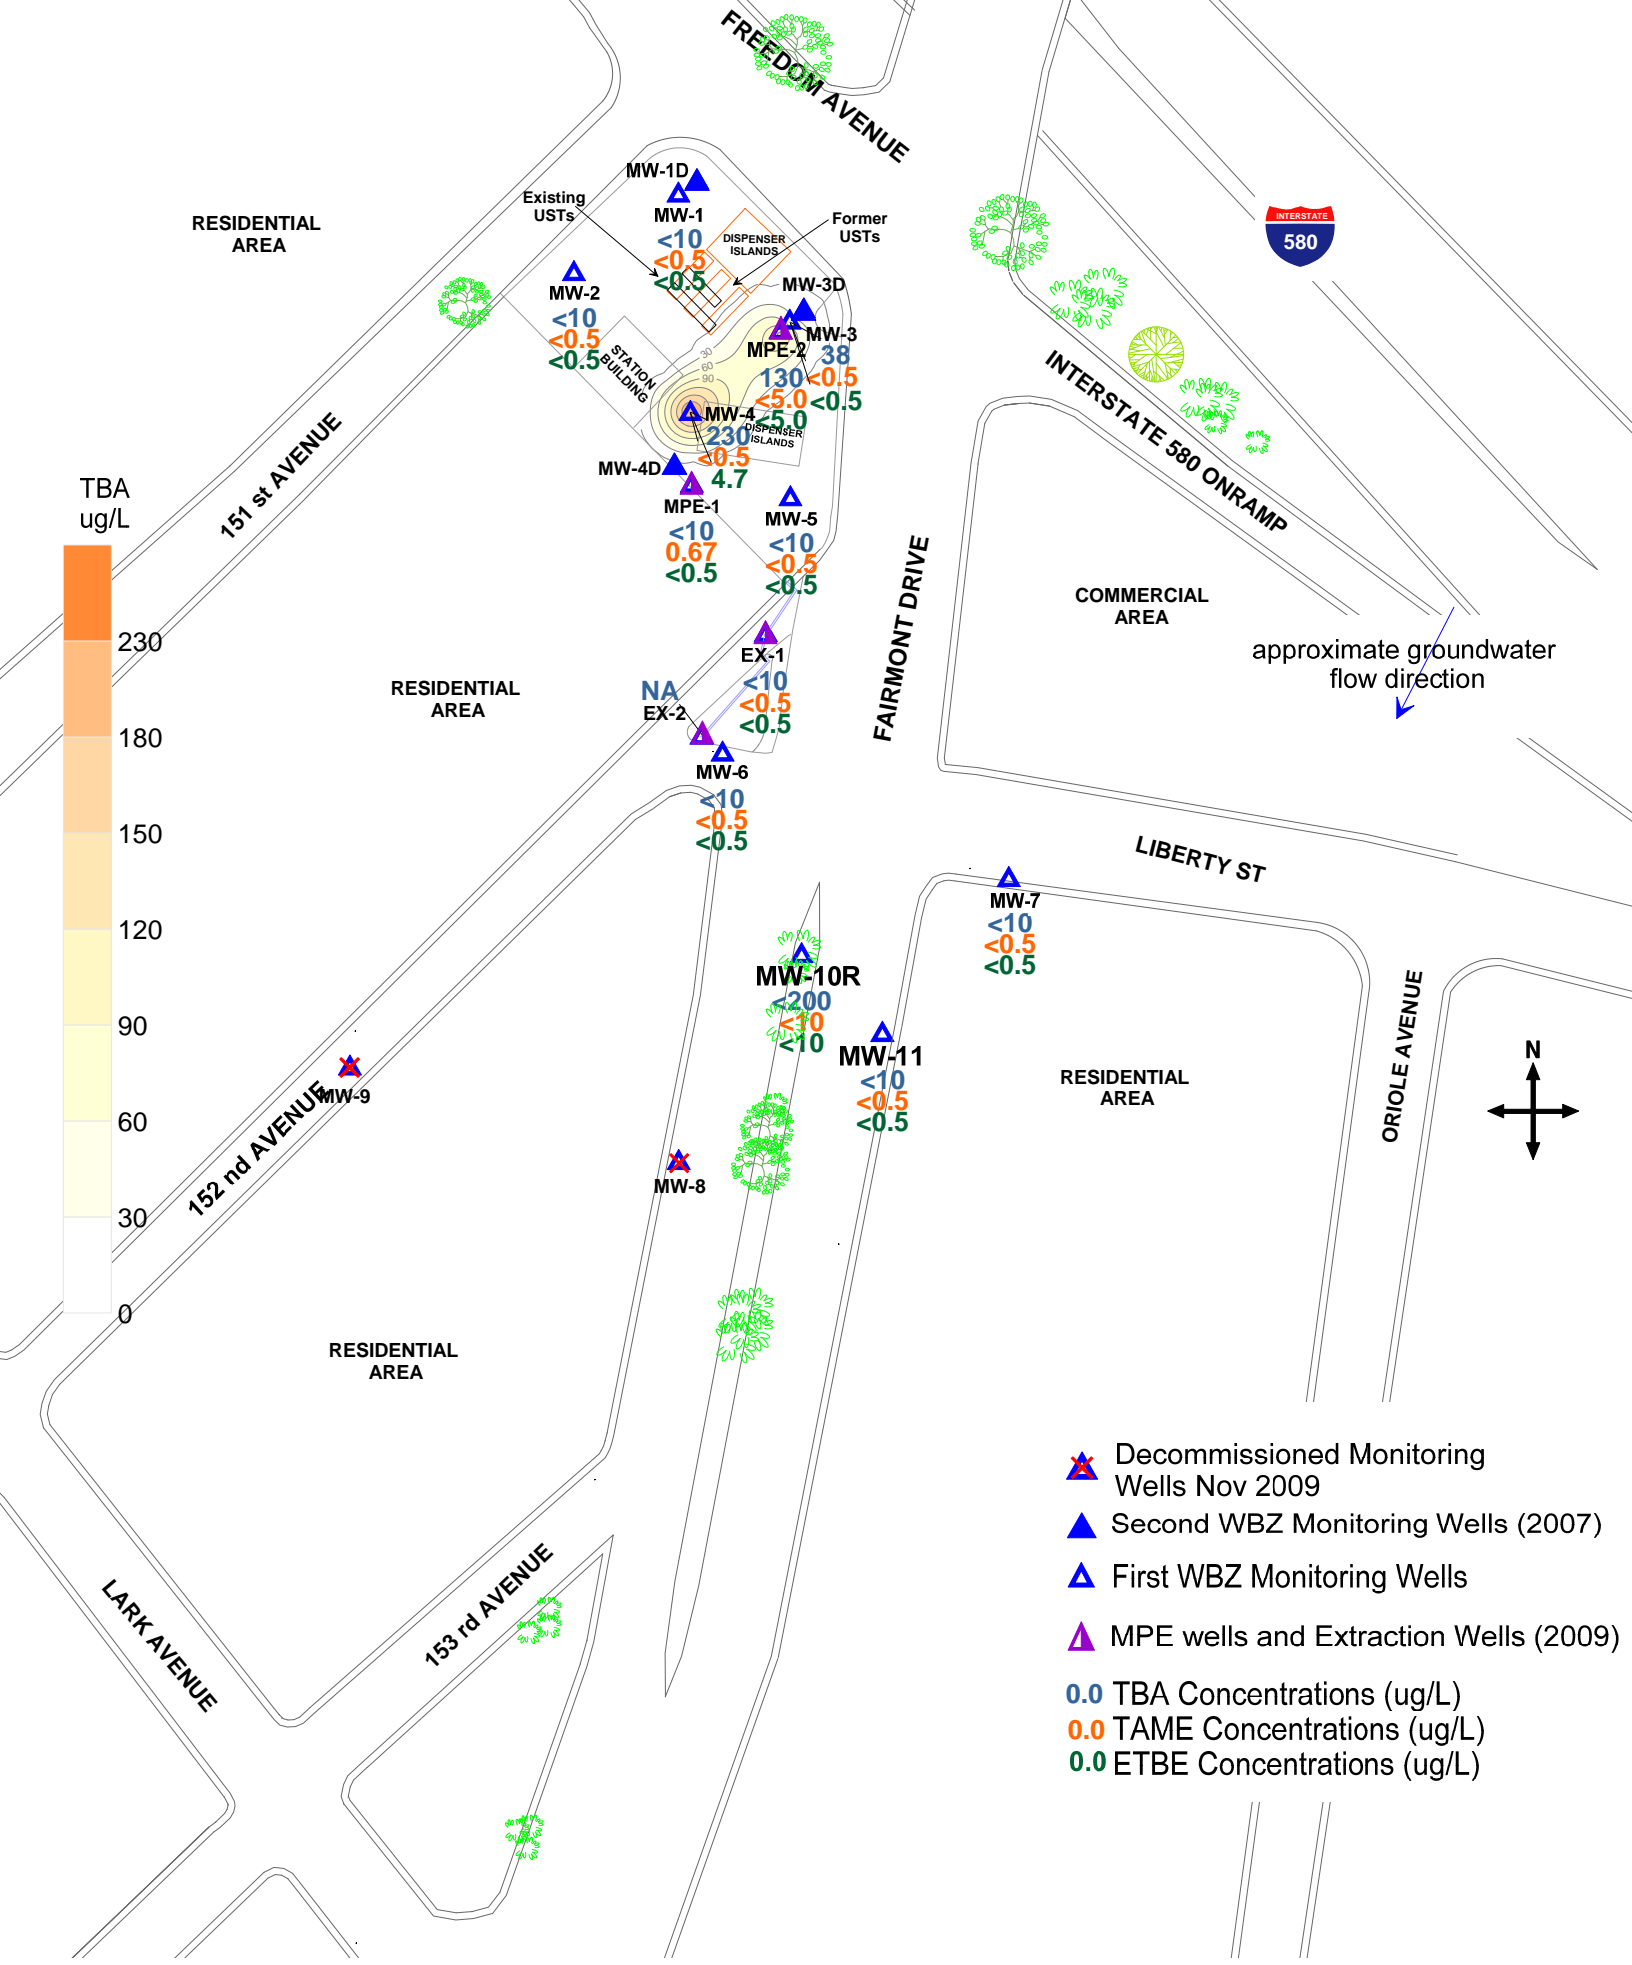 FREEDOM AVENUE
MW-1D
Existing
USTs
MW-1
<10
<0.5
<0.5
DISPENSER
ISLANDS
Former
USTs
RESIDENTIAL
AREA
INTERSTATE
580
MW-2
<10
<0.5
<0.5
MW-3D
MW-3
38
<0.5
<0.5
MPE-2
130
<5.0
<5.0
STATION
BUILDING
30
60
90
MW-4
230
<0.5
4.7
DISPENSER
ISLANDS
INTERSTATE 580 ONRAMP
151 st AVENUE
MW-4D
MPE-1
<10
0.67
<0.5
MW-5
<10
<0.5
<0.5
TBA
ug/L
230
180
150
120
90
60
30
0
FAIRMONT DRIVE
COMMERCIAL
AREA
approximate groundwater
flow direction
EX-1
<10
<0.5
<0.5
RESIDENTIAL
AREA
NA
EX-2
MW-6
<10
<0.5
<0.5
LIBERTY ST
MW-7
<10
<0.5
<0.5
MW-10R
<200
<10
<10
MW-11
<10
<0.5
<0.5
ORIOLE AVENUE
N
RESIDENTIAL
AREA
MW-9
152 nd AVENUE
MW-8
RESIDENTIAL
AREA
LARK AVENUE
153 rd AVENUE
Decommissioned Monitoring
Wells Nov 2009
Second WBZ Monitoring Wells (2007)
First WBZ Monitoring Wells
MPE wells and Extraction Wells (2009)
0.0 TBA Concentrations (ug/L)
0.0 TAME Concentrations (ug/L)
0.0 ETBE Concentrations (ug/L)